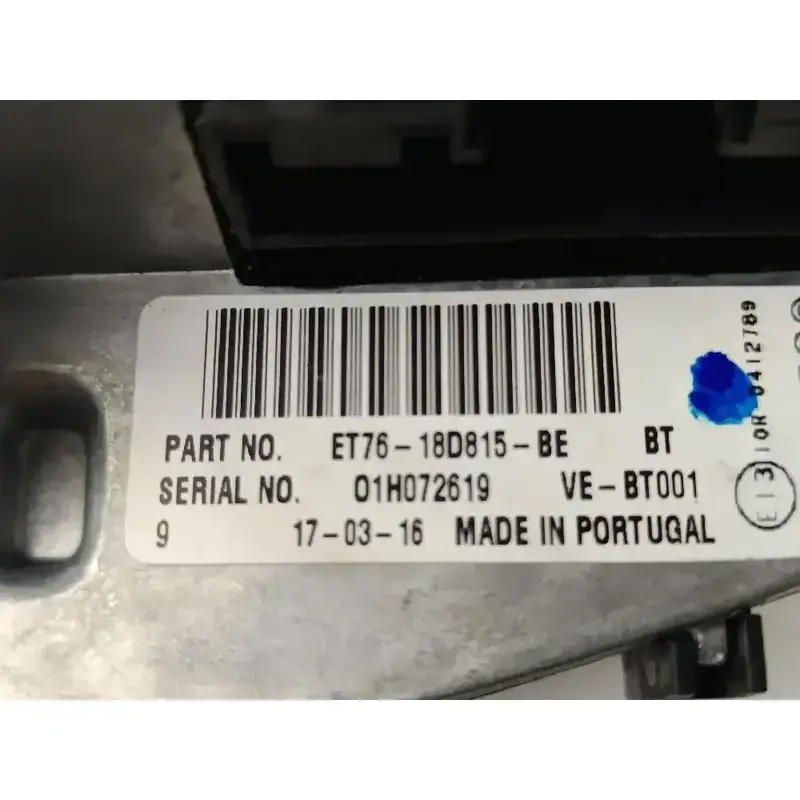 PART NO. ET76-18D815-BE BT
SERIAL NO. 01H072619 VE-BT001
9 17-03-16 MADE IN PORTUGAL
E13 10R-0412789